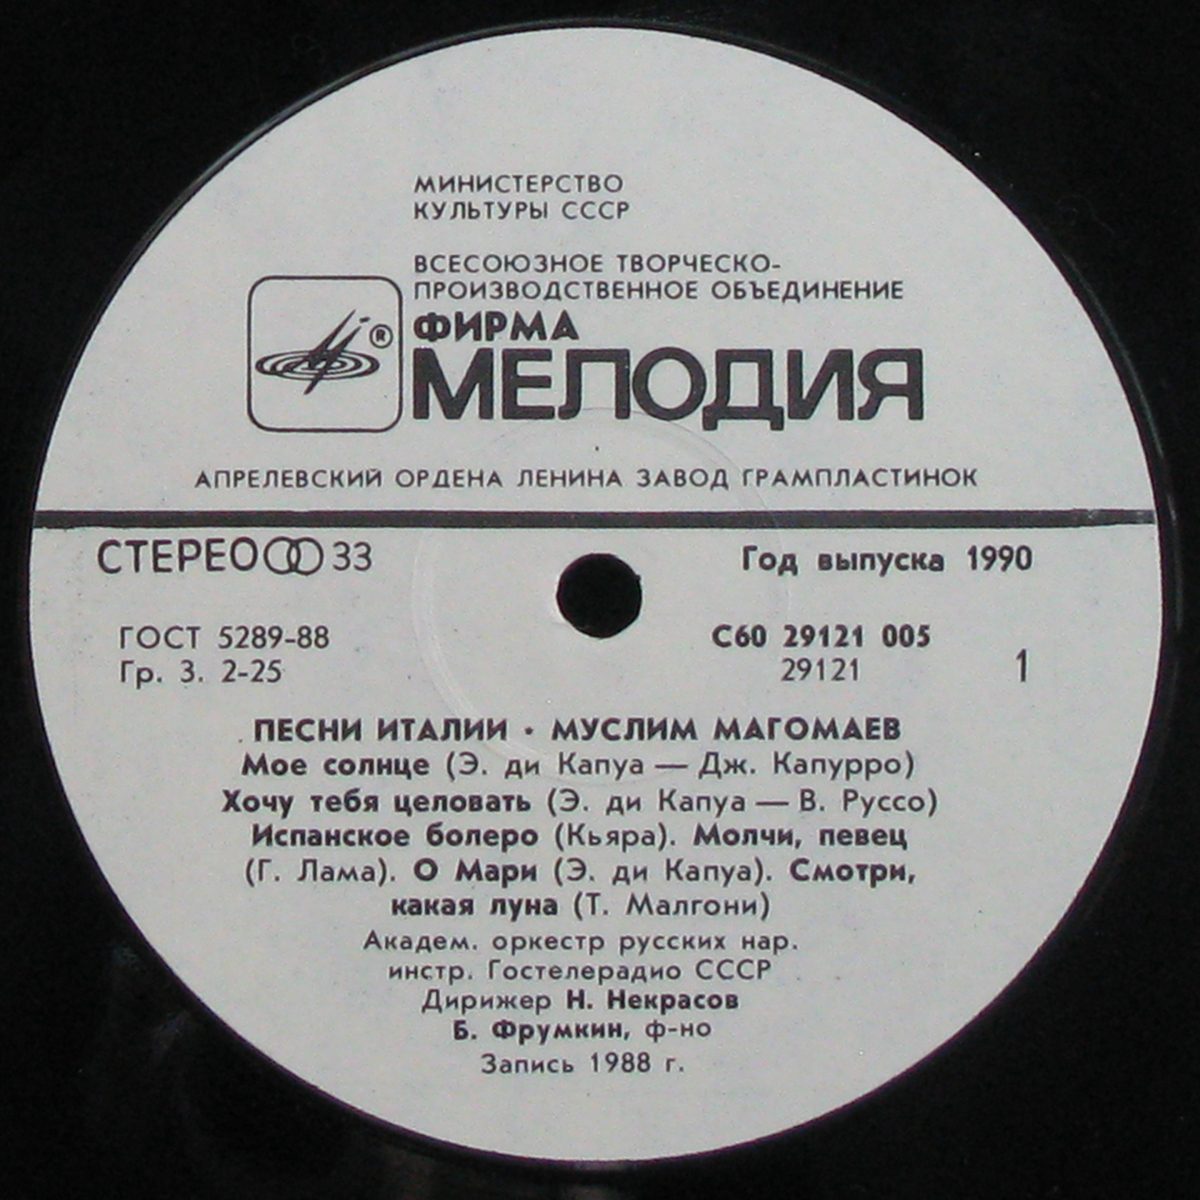 МИНИСТЕРСТВО
КУЛЬТУРЫ СССР
ВСЕСОЮЗНОЕ ТВОРЧЕСКО-
ПРОИЗВОДСТВЕННОЕ ОБЪЕДИНЕНИЕ
®
ФИРМА
МЕЛОДИЯ
АПРЕЛЕВСКИЙ ОРДЕНА ЛЕНИНА ЗАВОД ГРАМПЛАСТИНОК
СТЕРЕО 33
Год выпуска 1990
ГОСТ 5289-88
С60 29121 005
Гр. 3. 2-25
29121
1
ПЕСНИ ИТАЛИИ · МУСЛИМ МАГОМАЕВ
Мое солнце (Э. ди Капуа — Дж. Капурро)
Хочу тебя целовать (Э. ди Капуа — В. Руссо)
Испанское болеро (Кьяра). Молчи, певец
(Г. Лама). О Мари (Э. ди Капуа). Смотри,
какая луна (Т. Малгони)
Академ. оркестр русских нар.
инстр. Гостелерадио СССР
Дирижер Н. Некрасов
Б. Фрумкин, ф-но
Запись 1988 г.